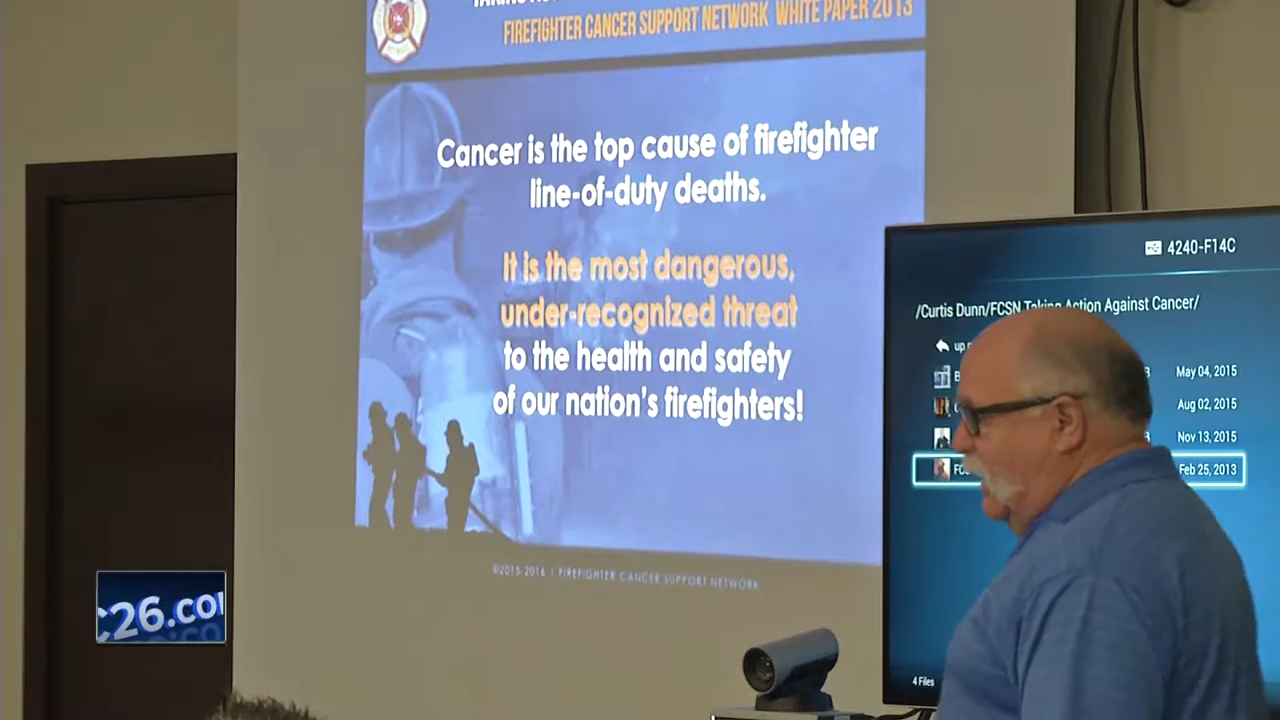 FIREFIGHTER CANCER SUPPORT NETWORK WHITE PAPER 2013
Cancer is the top cause of firefighter
line-of-duty deaths.
It is the most dangerous,
under-recognized threat
to the health and safety
of our nation's firefighters!
©2015-2016 | FIREFIGHTER CANCER SUPPORT NETWORK
4240-F14C
/Curtis Dunn/FCSN Taking Action Against Cancer/
up
May 04, 2015
Aug 02, 2015
Nov 13, 2015
Feb 25, 2013
4 Files
C26.co